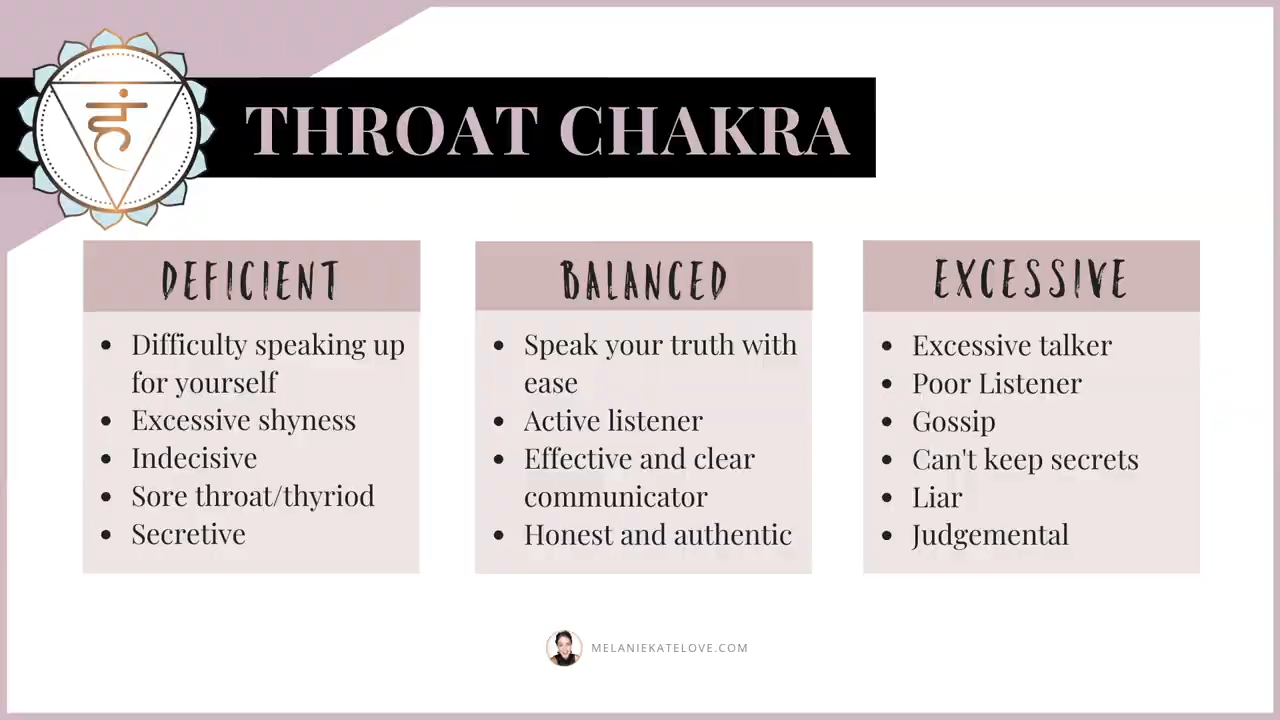 हं
THROAT CHAKRA
DEFICIENT
Difficulty speaking up
for yourself
Excessive shyness
Indecisive
Sore throat/thyriod
Secretive
BALANCED
Speak your truth with
ease
Active listener
Effective and clear
communicator
Honest and authentic
EXCESSIVE
Excessive talker
Poor Listener
Gossip
Can't keep secrets
Liar
Judgemental
MELANIEKATELOVE.COM